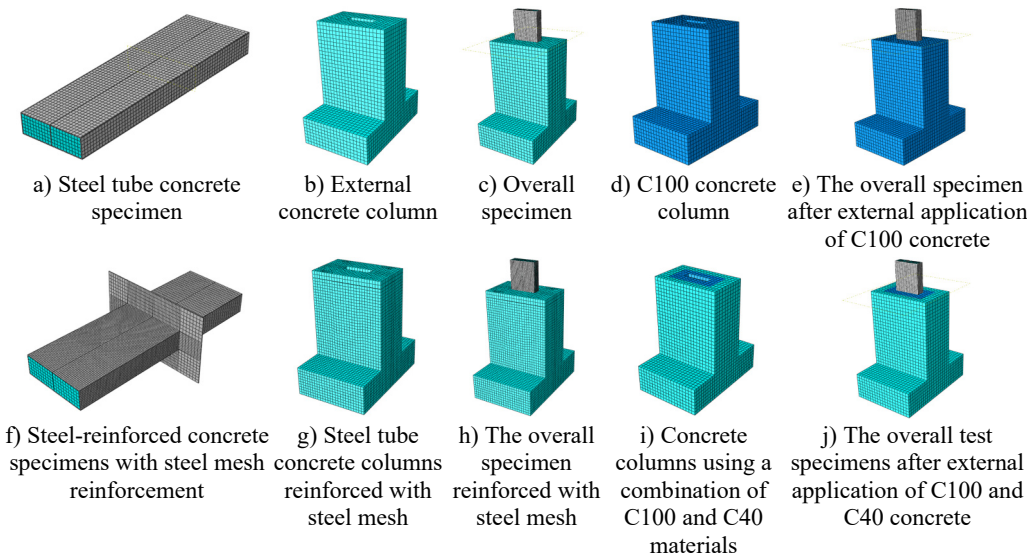 a) Steel tube concrete
specimen
b) External
concrete column
c) Overall
specimen
d) C100 concrete
column
e) The overall specimen
after external application
of C100 concrete
f) Steel-reinforced concrete
specimens with steel mesh
reinforcement
g) Steel tube
concrete columns
reinforced with
steel mesh
h) The overall
specimen
reinforced with
steel mesh
i) Concrete
columns using a
combination of
C100 and C40
materials
j) The overall test
specimens after external
application of C100 and
C40 concrete